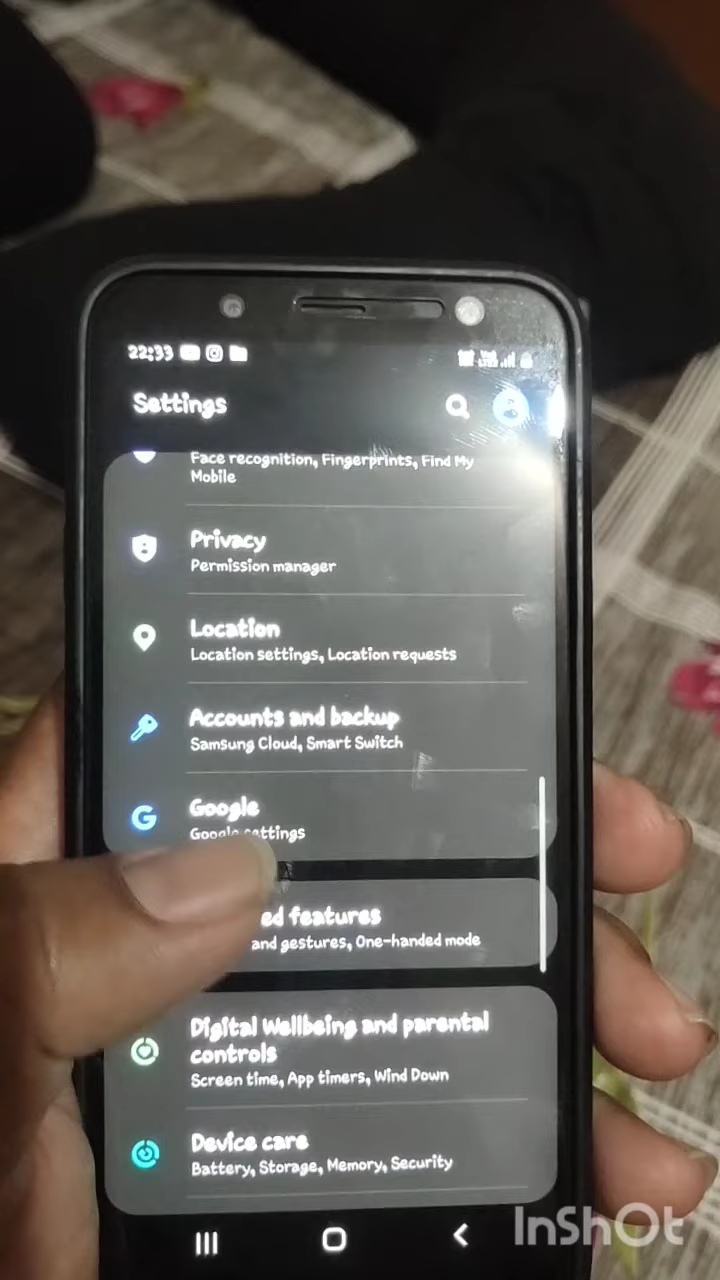 22:33
Settings
Face recognition, Fingerprints, Find My
Mobile
Privacy
Permission manager
Location
Location settings, Location requests
Accounts and backup
Samsung Cloud, Smart Switch
Google
Google settings
features
and gestures, One-handed mode
Digital Wellbeing and parental
controls
Screen time, App timers, Wind Down
Device care
Battery, Storage, Memory, Security
InShOt